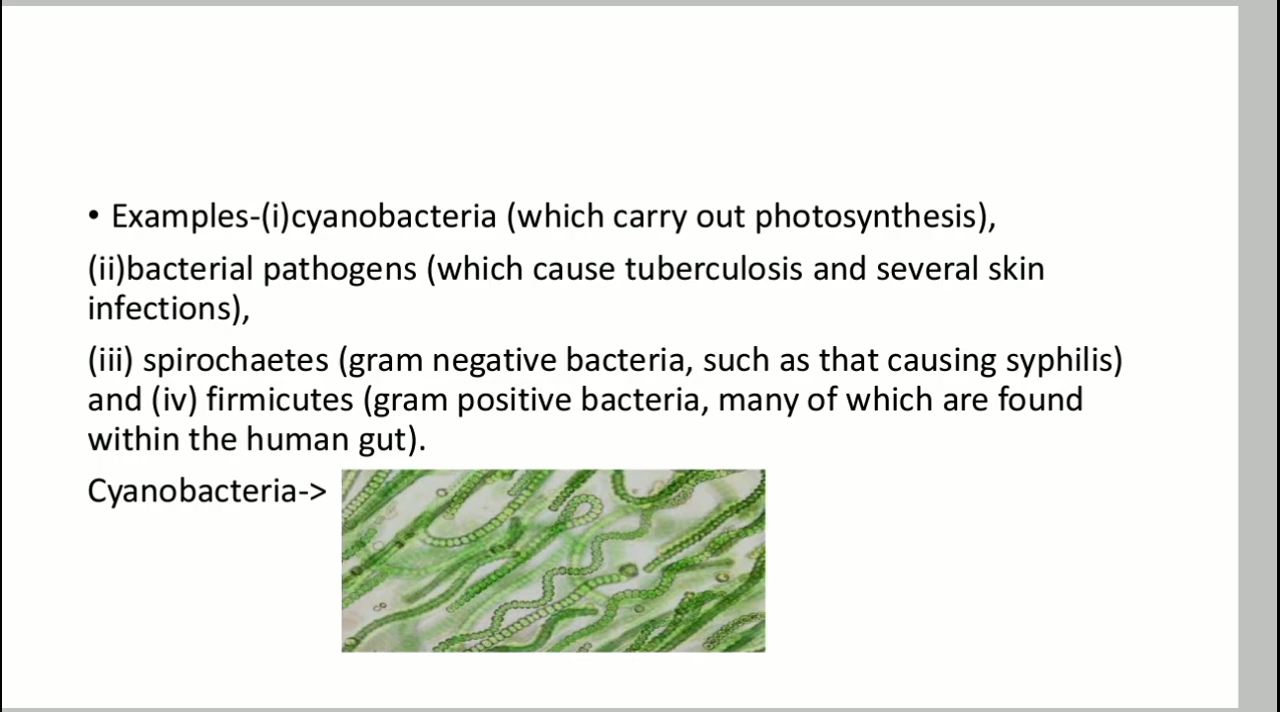 • Examples-(i)cyanobacteria (which carry out photosynthesis),
(ii)bacterial pathogens (which cause tuberculosis and several skin
infections),
(iii) spirochaetes (gram negative bacteria, such as that causing syphilis)
and (iv) firmicutes (gram positive bacteria, many of which are found
within the human gut).
Cyanobacteria->